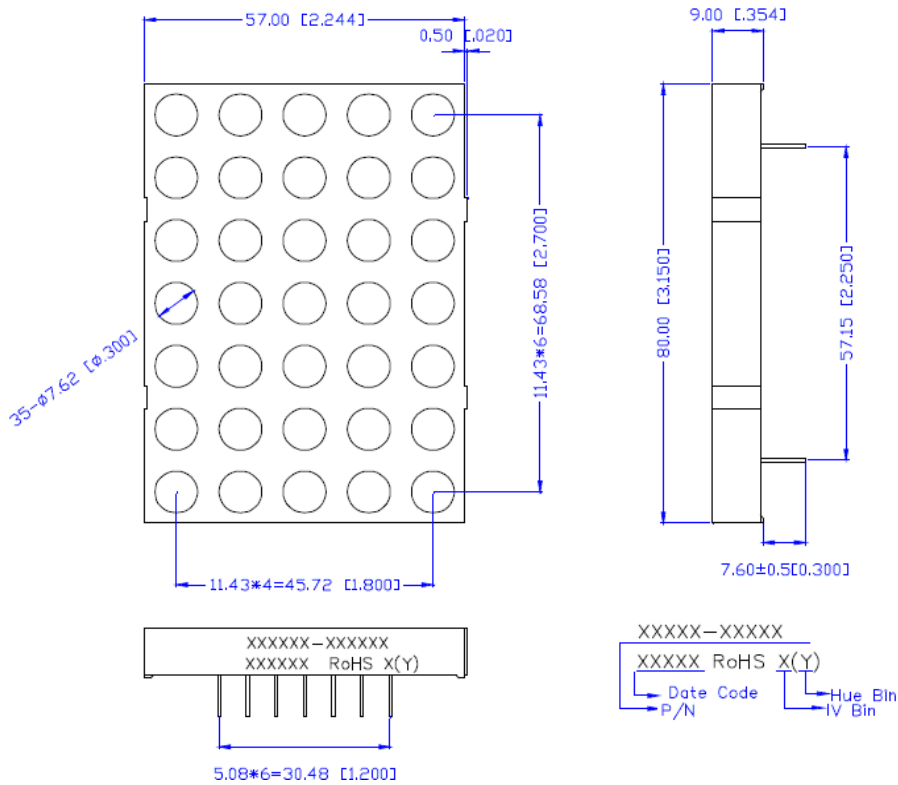 57.00 [2.244]
0.50 [.020]
9.00 [.354]
11.43*6=68.58 [2.700]
80.00 [3.150]
57.15 [2.250]
35-ø7.62 [ø.300]
11.43*4=45.72 [1.800]
7.60±0.5[0.300]
XXXXXX-XXXXXX
XXXXXX RoHS X(Y)
5.08*6=30.48 [1.200]
XXXXX-XXXXX
XXXXX RoHS X(Y)
Date Code
Hue Bin
P/N
IV Bin